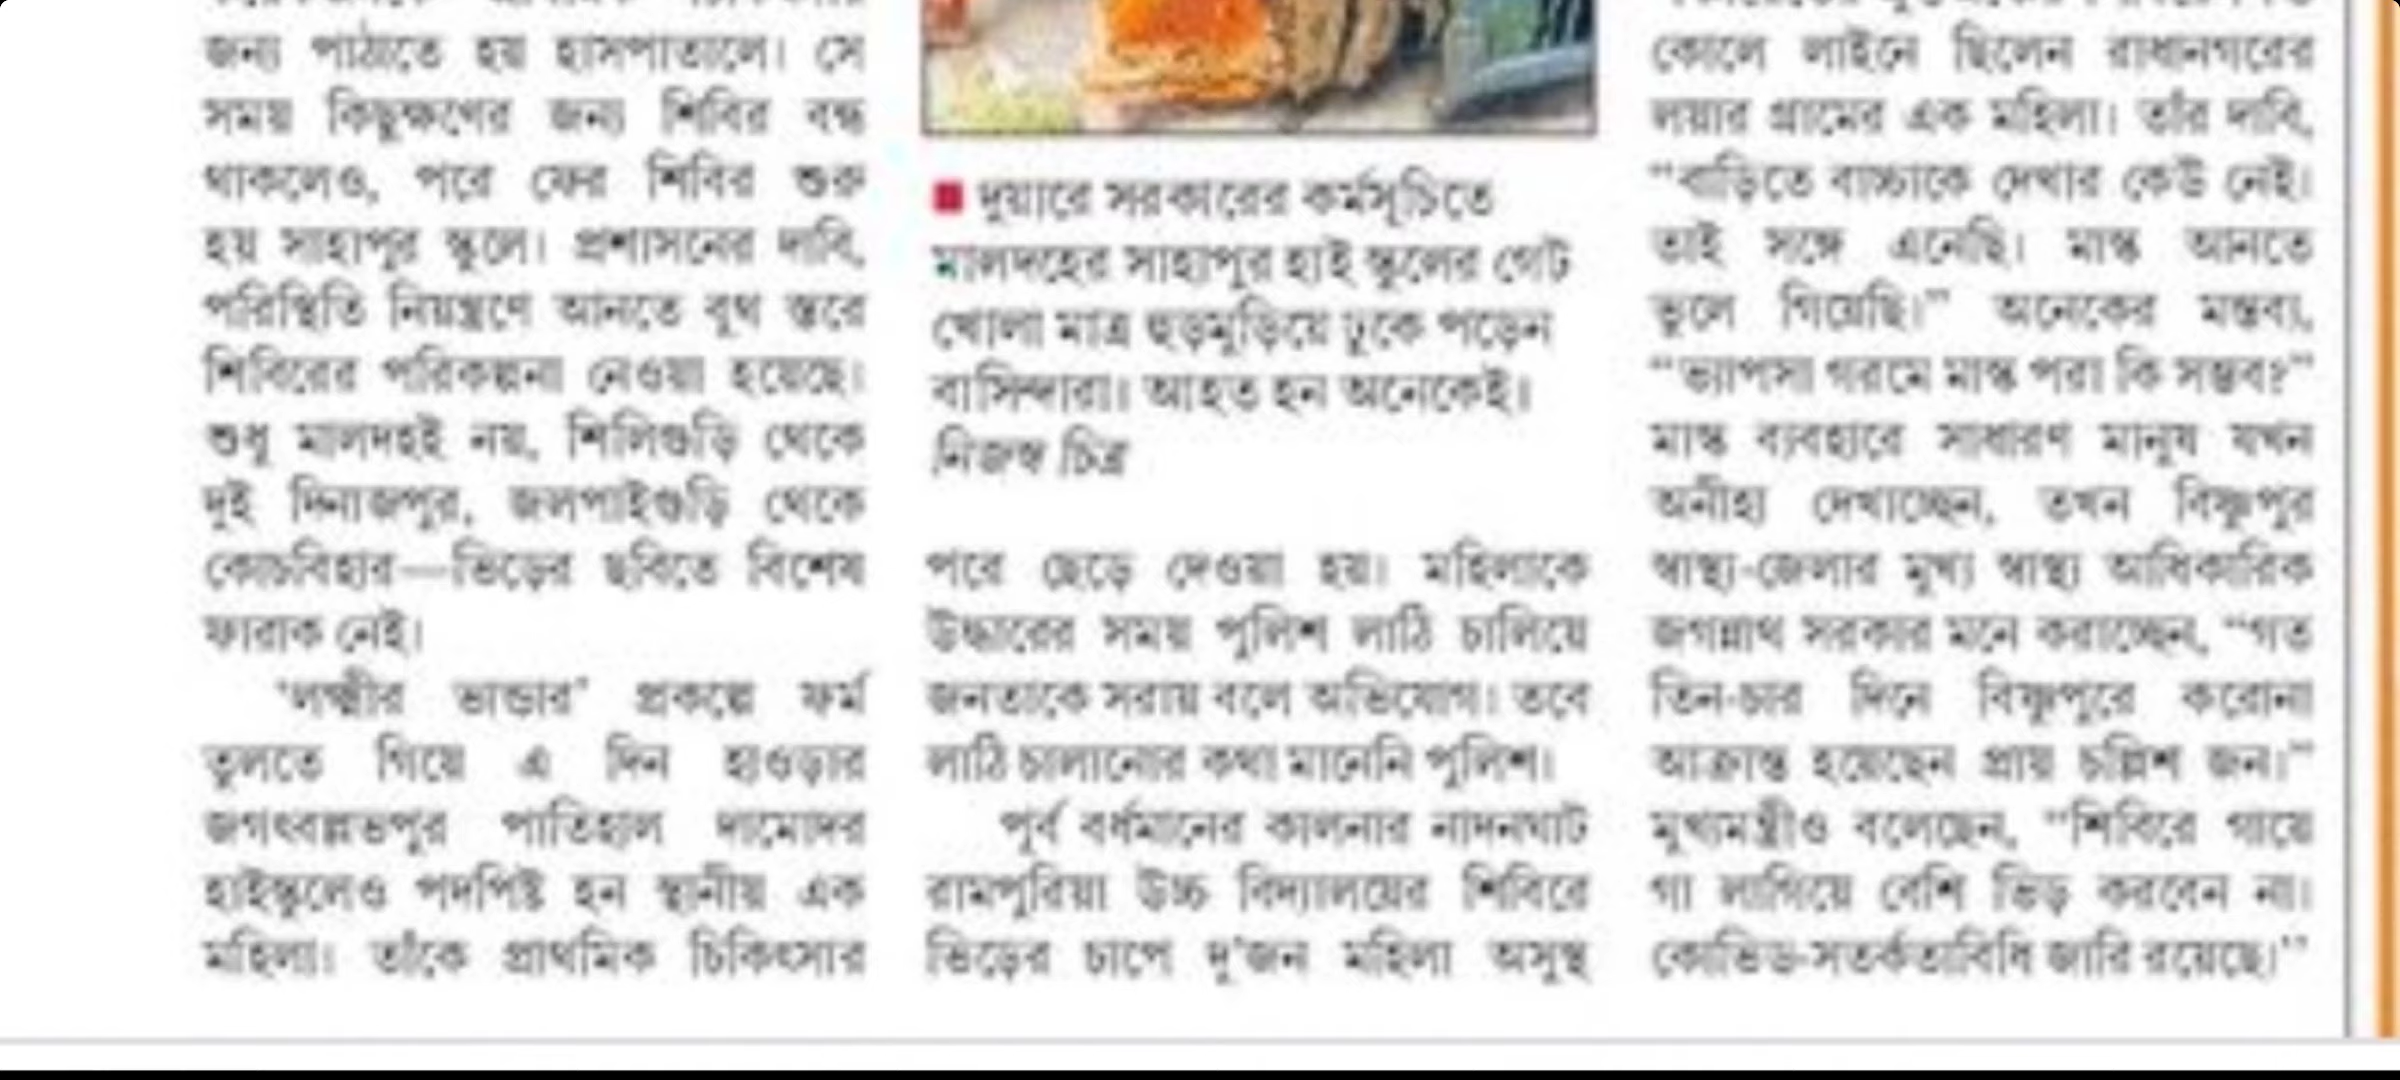 জন্য পাঠাতে হয় হাসপাতালে। সে
সময় কিছুক্ষণের জন্য শিবির বন্ধ
থাকলেও, পরে ফের শিবির শুরু
হয় সাহাপুর স্কুলে। প্রশাসনের দাবি,
পরিস্থিতি নিয়ন্ত্রণে আনতে বুথ স্তরে
শিবিরের পরিকল্পনা নেওয়া হয়েছে।
শুধু মালদহই নয়, শিলিগুড়ি থেকে
দুই দিনাজপুর, জলপাইগুড়ি থেকে
কোচবিহার—ভিড়ের ছবিতে বিশেষ
ফারাক নেই।
‘লক্ষ্মীর ভান্ডার’ প্রকল্পে ফর্ম
তুলতে গিয়ে এ দিন হাওড়ার
জগৎবল্লভপুর পাতিহাল দামোদর
হাইস্কুলেও পদপিষ্ট হন স্থানীয় এক
মহিলা। তাঁকে প্রাথমিক চিকিৎসার
■ দুয়ারে সরকারের কর্মসূচিতে
মালদহের সাহাপুর হাই স্কুলের গেট
খোলা মাত্র হুড়মুড়িয়ে ঢুকে পড়েন
বাসিন্দারা। আহত হন অনেকেই।
নিজস্ব চিত্র
পরে ছেড়ে দেওয়া হয়। মহিলাকে
উদ্ধারের সময় পুলিশ লাঠি চালিয়ে
জনতাকে সরায় বলে অভিযোগ। তবে
লাঠি চালানোর কথা মানেনি পুলিশ।
পূর্ব বর্ধমানের কালনার নাদনঘাট
রামপুরিয়া উচ্চ বিদ্যালয়ের শিবিরে
ভিড়ের চাপে দু’জন মহিলা অসুস্থ
কোলে লাইনে ছিলেন রাধানগরের
লয়ার গ্রামের এক মহিলা। তাঁর দাবি,
“বাড়িতে বাচ্চাকে দেখার কেউ নেই।
তাই সঙ্গে এনেছি। মাস্ক আনতে
ভুলে গিয়েছি।” অনেকের মন্তব্য,
“ভ্যাপসা গরমে মাস্ক পরা কি সম্ভব?”
মাস্ক ব্যবহারে সাধারণ মানুষ যখন
অনীহা দেখাচ্ছেন, তখন বিষ্ণুপুর
স্বাস্থ্য-জেলার মুখ্য স্বাস্থ্য আধিকারিক
জগন্নাথ সরকার মনে করাচ্ছেন, “গত
তিন-চার দিনে বিষ্ণুপুরে করোনা
আক্রান্ত হয়েছেন প্রায় চল্লিশ জন।”
মুখ্যমন্ত্রীও বলেছেন, “শিবিরে গায়ে
গা লাগিয়ে বেশি ভিড় করবেন না।
কোভিড-সতর্কতাবিধি জারি রয়েছে।’’